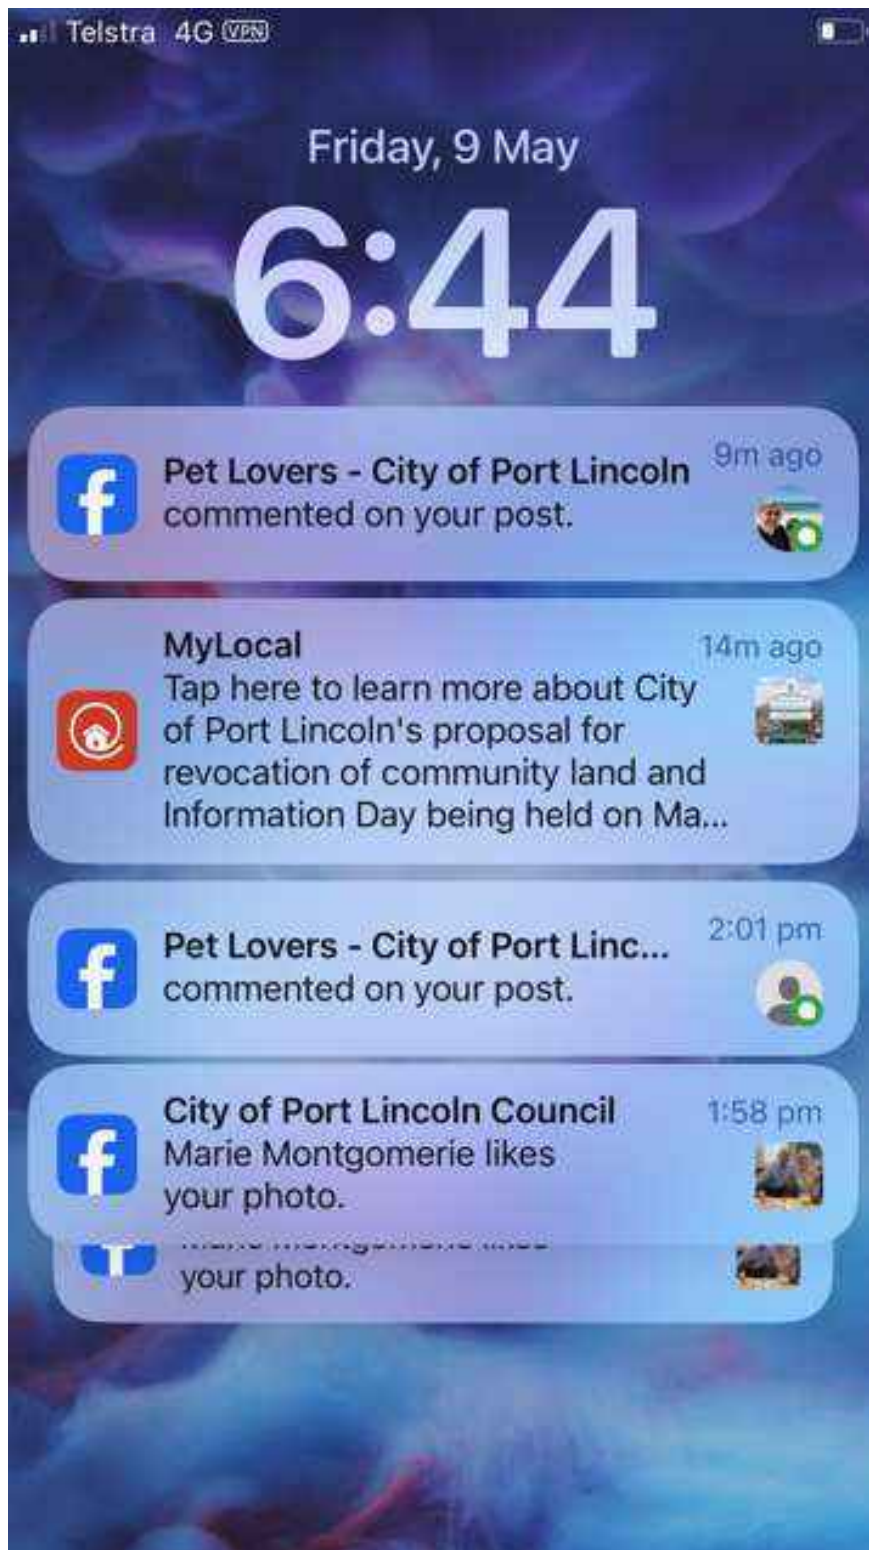 Telstra 4G VPN
Friday, 9 May
6:44
Pet Lovers - City of Port Lincoln 9m ago
commented on your post.
MyLocal 14m ago
Tap here to learn more about City
of Port Lincoln's proposal for
revocation of community land and
Information Day being held on Ma...
Pet Lovers - City of Port Linc... 2:01 pm
commented on your post.
City of Port Lincoln Council 1:58 pm
Marie Montgomerie likes
your photo.
your photo.